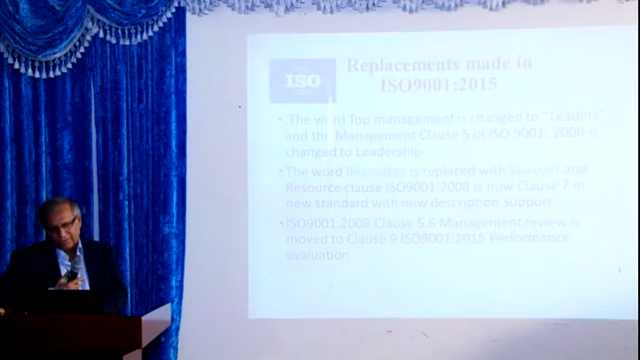 ISO
Replacements made in
ISO9001:2015
• The word Top management is changed to "Leaders"
and the Management Clause 5 of ISO 9001: 2008 is
changed to Leadership
• The word Resources is replaced with Support and
Resource clause ISO9001:2008 is now Clause 7 in
new standard with new description Support
• ISO9001:2008 Clause 5.6 Management review is
moved to Clause 9 ISO9001:2015 Performance
evaluation